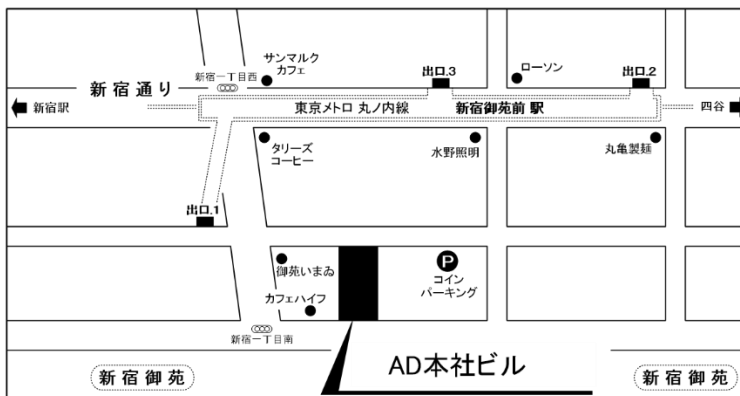 サンマルク
カフェ
新宿一丁目西
出口.3
ローソン
出口.2
新宿通り
新宿駅
東京メトロ 丸ノ内線
新宿御苑前駅
四谷
タリーズ
コーヒー
水野照明
丸亀製麺
出口.1
御苑いまゐ
P
コイン
パーキング
カフェハイフ
新宿一丁目南
AD本社ビル
新宿御苑
新宿御苑